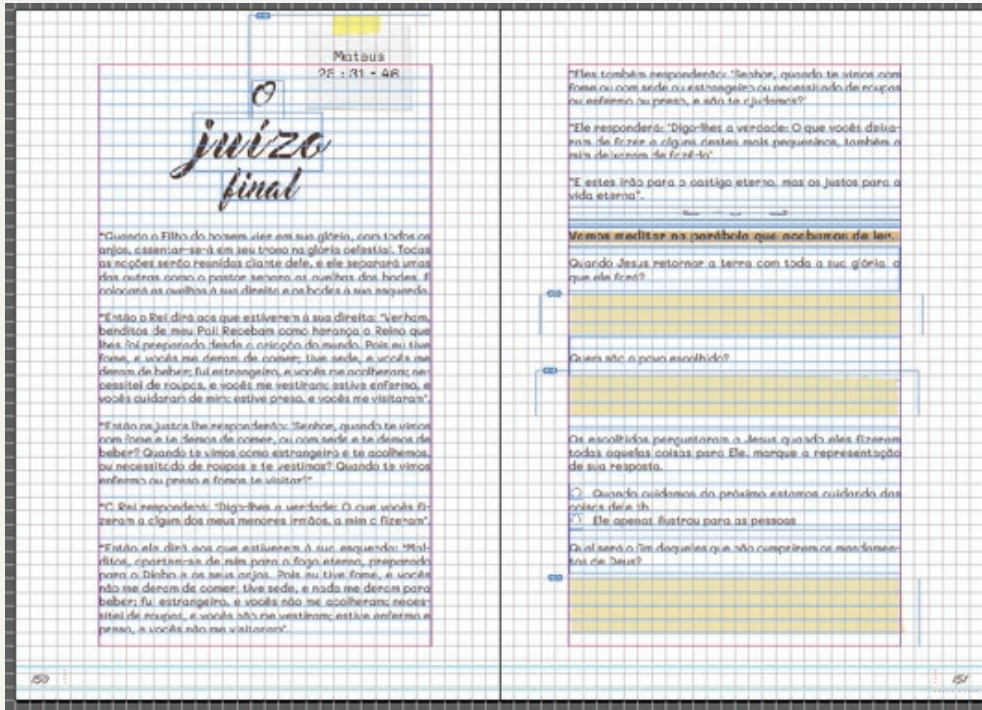 Mateus
25 : 31 - 46
O
juízo
final
"Quando o Filho do homem vier em sua glória, com todos os
anjos, assentar-se-á em seu trono na glória celestial. Todas
as nações serão reunidas diante dele, e ele separará umas
das outras como o pastor separa as ovelhas dos bodes. E
colocará as ovelhas à sua direita e os bodes à sua esquerda.
"Então o Rei dirá aos que estiverem à sua direita: 'Venham,
benditos de meu Pai! Recebam como herança o Reino que
lhes foi preparado desde a criação do mundo. Pois eu tive
fome, e vocês me deram de comer; tive sede, e vocês me
deram de beber; fui estrangeiro, e vocês me acolheram; ne-
cessitei de roupas, e vocês me vestiram; estive enfermo, e
vocês cuidaram de mim; estive preso, e vocês me visitaram".
"Então os justos lhe responderão: 'Senhor, quando te vimos
com fome e te demos de comer, ou com sede e te demos de
beber? Quando te vimos como estrangeiro e te acolhemos,
ou necessitado de roupas e te vestimos? Quando te vimos
enfermo ou preso e fomos te visitar?"
"O Rei responderá: 'Digo-lhes a verdade: O que vocês fi-
zeram a algum dos meus menores irmãos, a mim o fizeram".
"Então ele dirá aos que estiverem à sua esquerda: 'Mal-
ditos, apartem-se de mim para o fogo eterno, preparado
para o Diabo e os seus anjos. Pois eu tive fome, e vocês
não me deram de comer; tive sede, e nada me deram para
beber; fui estrangeiro, e vocês não me acolheram; neces-
sitei de roupas, e vocês não me vestiram; estive enfermo e
preso, e vocês não me visitaram".
150
"Eles também responderão: 'Senhor, quando te vimos com
fome ou com sede ou estrangeiro ou necessitado de roupas
ou enfermo ou preso, e não te ajudamos?"
"Ele responderá: 'Digo-lhes a verdade: O que vocês deixa-
ram de fazer a alguns destes mais pequeninos, também a
mim deixaram de fazê-lo".
"E estes irão para o castigo eterno, mas os justos para a
vida eterna".
Vamos meditar na parábola que acabamos de ler.
Quando Jesus retornar a terra com toda a sua glória, o
que ele fará?
Quem são o povo escolhido?
Os escolhidos perguntaram a Jesus quando eles fizeram
todas aquelas coisas para Ele, marque a representação
de sua resposta.
Quando cuidamos do próximo estamos cuidando das
coisas
Ele apenas ilustrou para as pessoas
Qual será o fim daqueles que não cumprirem os mandamen-
tos de Deus?
151